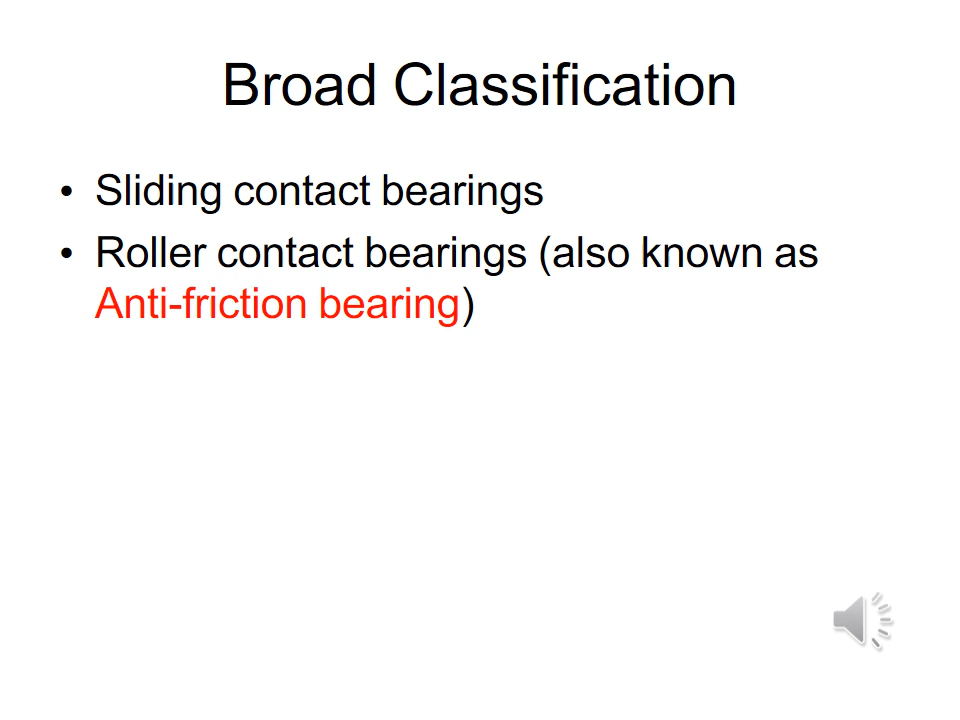 Broad Classification
• Sliding contact bearings
• Roller contact bearings (also known as
Anti-friction bearing)